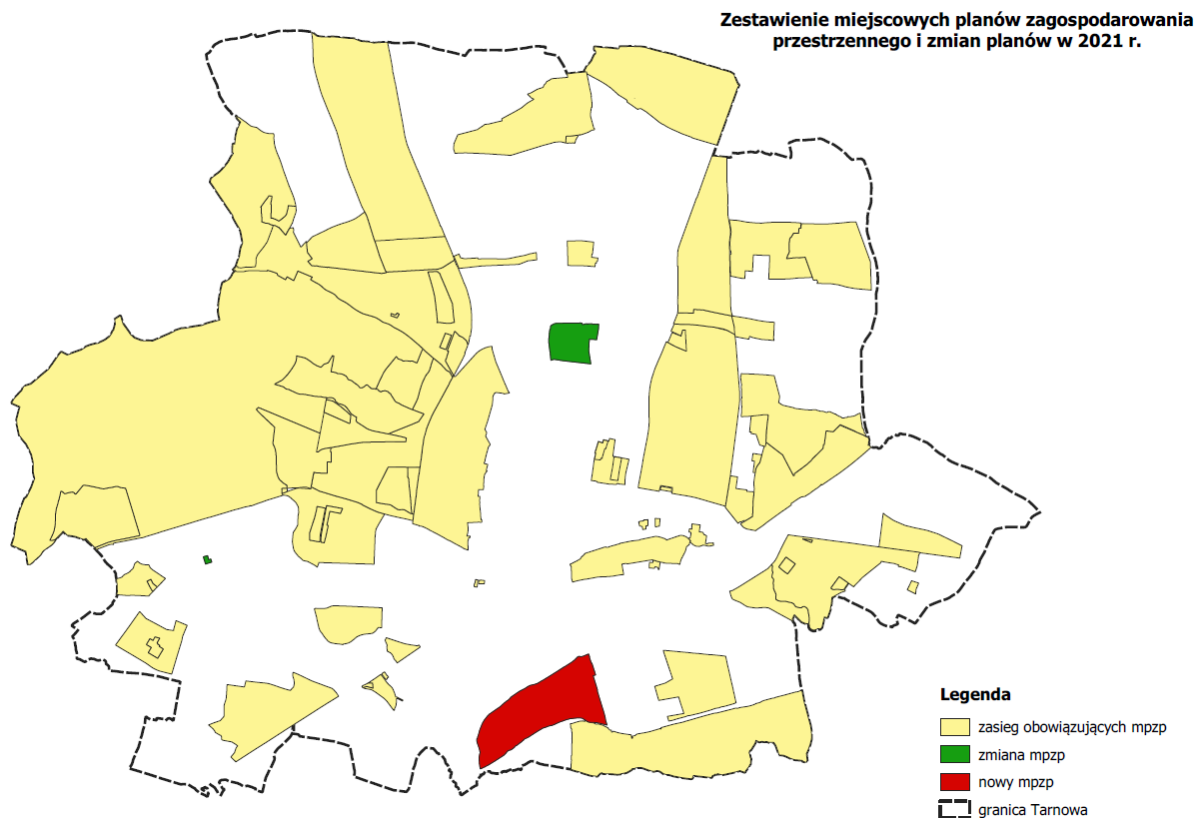 Zestawienie miejscowych planów zagospodarowania
przestrzennego i zmian planów w 2021 r.
Legenda
zasieg obowiązujących mpzp
zmiana mpzp
nowy mpzp
granica Tarnowa